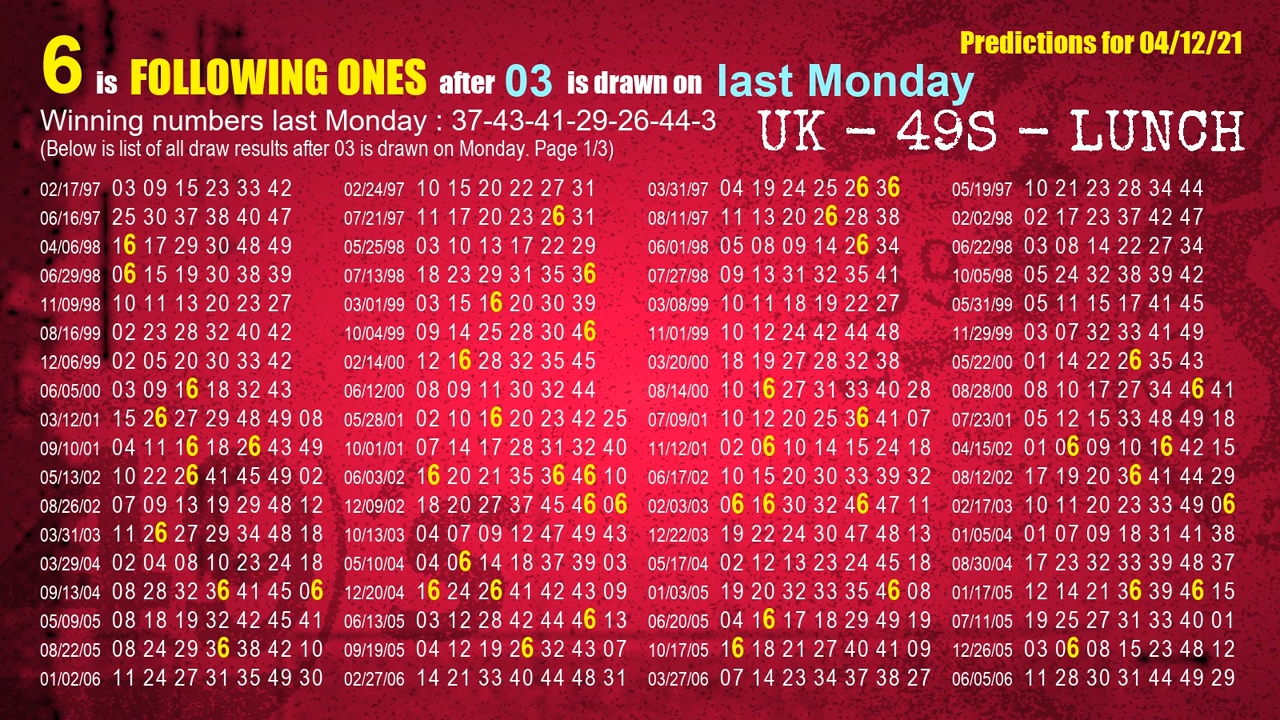 Predictions for 04/12/21
6 is FOLLOWING ONES after 03 is drawn on last Monday
Winning numbers last Monday : 37-43-41-29-26-44-3
UK - 49S - LUNCH
(Below is list of all draw results after 03 is drawn on Monday. Page 1/3)
02/17/97 03 09 15 23 33 42 02/24/97 10 15 20 22 27 31 03/31/97 04 19 24 25 26 36 05/19/97 10 21 23 28 34 44
06/16/97 25 30 37 38 40 47 07/21/97 11 17 20 23 26 31 08/11/97 11 13 20 26 28 38 02/02/98 02 17 23 37 42 47
04/06/98 16 17 29 30 48 49 05/25/98 03 10 13 17 22 29 06/01/98 05 08 09 14 26 34 06/22/98 03 08 14 22 27 34
06/29/98 06 15 19 30 38 39 07/13/98 18 23 29 31 35 36 07/27/98 09 13 31 32 35 41 10/05/98 05 24 32 38 39 42
11/09/98 10 11 13 20 23 27 03/01/99 03 15 16 20 30 39 03/08/99 10 11 18 19 22 27 05/31/99 05 11 15 17 41 45
08/16/99 02 23 28 32 40 42 10/04/99 09 14 25 28 30 46 11/01/99 10 12 24 42 44 48 11/29/99 03 07 32 33 41 49
12/06/99 02 05 20 30 33 42 02/14/00 12 16 28 32 35 45 03/20/00 18 19 27 28 32 38 05/22/00 01 14 22 26 35 43
06/05/00 03 09 16 18 32 43 06/12/00 08 09 11 30 32 44 08/14/00 10 16 27 31 33 40 28 08/28/00 08 10 17 27 34 46 41
03/12/01 15 26 27 29 48 49 08 05/28/01 02 10 16 20 23 42 25 07/09/01 10 12 20 25 36 41 07 07/23/01 05 12 15 33 48 49 18
09/10/01 04 11 16 18 26 43 49 10/01/01 07 14 17 28 31 32 40 11/12/01 02 06 10 14 15 24 18 04/15/02 01 06 09 10 16 42 15
05/13/02 10 22 26 41 45 49 02 06/03/02 16 20 21 35 36 46 10 06/17/02 10 15 20 30 33 39 32 08/12/02 17 19 20 36 41 44 29
08/26/02 07 09 13 19 29 48 12 12/09/02 18 20 27 37 45 46 06 02/03/03 06 16 30 32 46 47 11 02/17/03 10 11 20 23 33 49 06
03/31/03 11 26 27 29 34 48 18 10/13/03 04 07 09 12 47 49 43 12/22/03 19 22 24 30 47 48 13 01/05/04 01 07 09 18 31 41 38
03/29/04 02 04 08 10 23 24 18 05/10/04 04 06 14 18 37 39 03 05/17/04 02 12 13 23 24 45 18 08/30/04 17 23 32 33 39 48 37
09/13/04 08 28 32 36 41 45 06 12/20/04 16 24 26 41 42 43 09 01/03/05 19 20 32 33 35 46 08 01/17/05 12 14 21 36 39 46 15
05/09/05 08 18 19 32 42 45 41 06/13/05 03 12 28 42 44 46 13 06/20/05 04 16 17 18 29 49 19 07/11/05 19 25 27 31 33 40 01
08/22/05 08 24 29 36 38 42 10 09/19/05 04 12 19 26 32 43 07 10/17/05 16 18 21 27 40 41 09 12/26/05 03 06 08 15 23 48 12
01/02/06 11 24 27 31 35 49 30 02/27/06 14 21 33 40 44 48 31 03/27/06 07 14 23 34 37 38 27 06/05/06 11 28 30 31 44 49 29